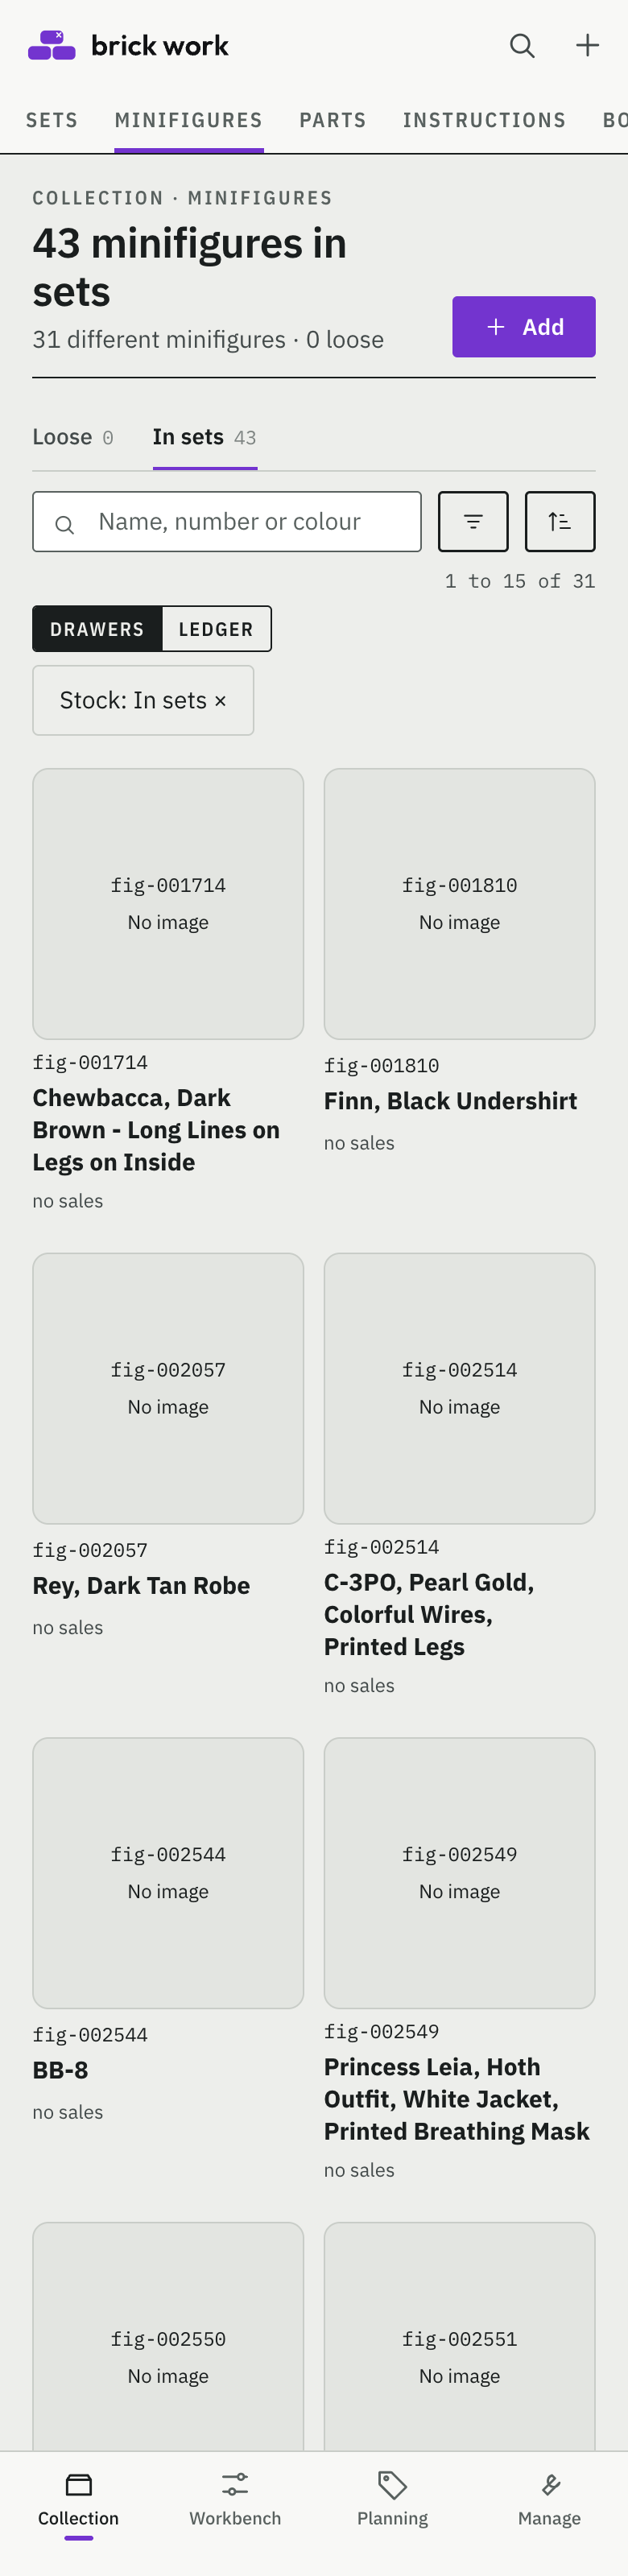 brick work
SETS MINIFIGURES PARTS INSTRUCTIONS BO
COLLECTION · MINIFIGURES
43 minifigures in
sets
31 different minifigures · 0 loose
+ Add
Loose 0 In sets 43
Name, number or colour
1 to 15 of 31
DRAWERS LEDGER
Stock: In sets ×
fig-001714
No image
fig-001810
No image
fig-001714
Chewbacca, Dark
Brown - Long Lines on
Legs on Inside
no sales
fig-001810
Finn, Black Undershirt
no sales
fig-002057
No image
fig-002514
No image
fig-002057
Rey, Dark Tan Robe
no sales
fig-002514
C-3PO, Pearl Gold,
Colorful Wires,
Printed Legs
no sales
fig-002544
No image
fig-002549
No image
fig-002544
BB-8
no sales
fig-002549
Princess Leia, Hoth
Outfit, White Jacket,
Printed Breathing Mask
no sales
fig-002550
No image
fig-002551
No image
Collection Workbench Planning Manage